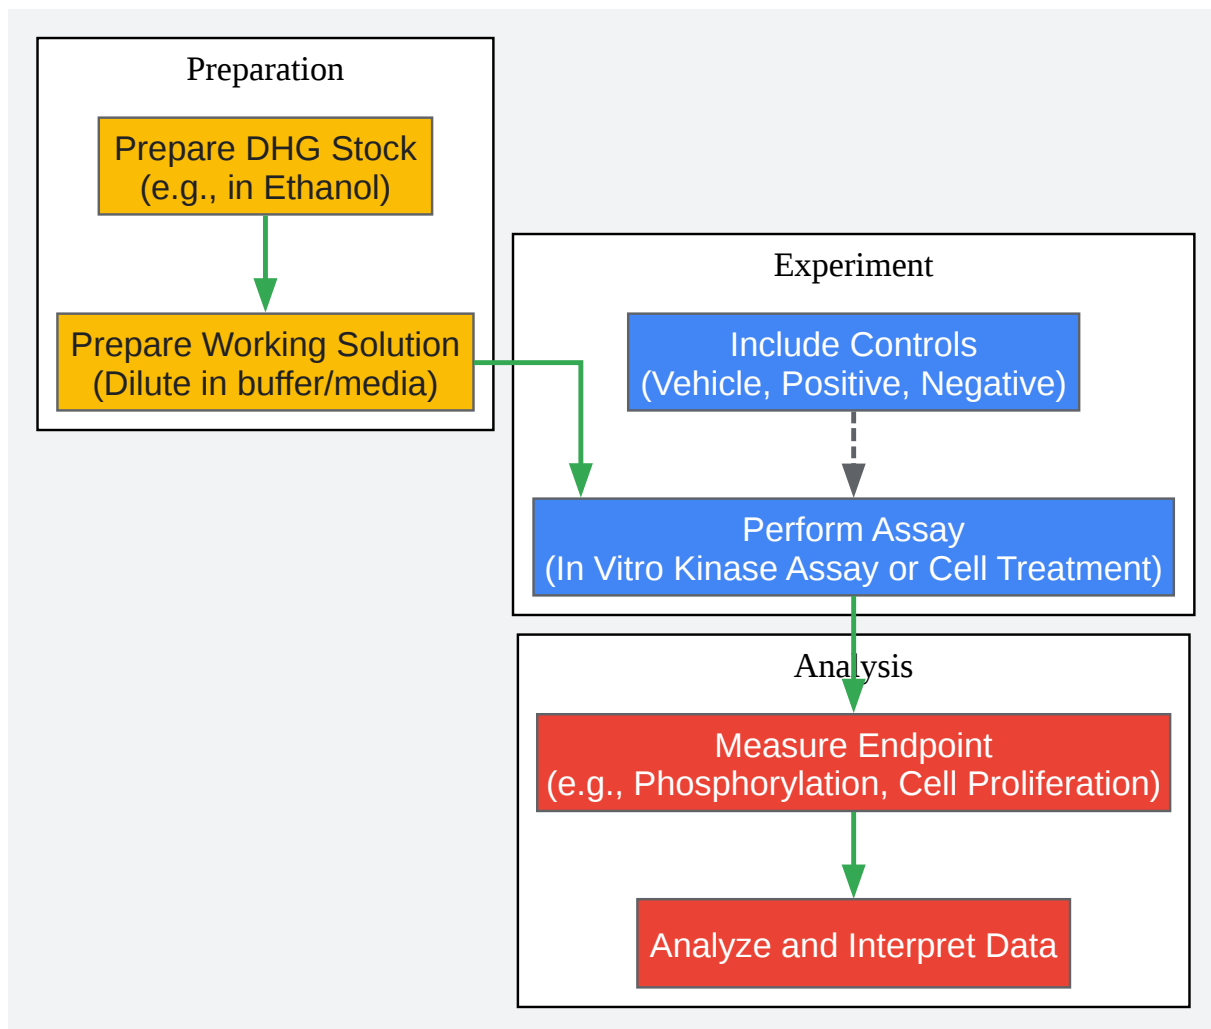 Preparation
Prepare DHG Stock
(e.g., in Ethanol)
Prepare Working Solution
(Dilute in buffer/media)
Experiment
Include Controls
(Vehicle, Positive, Negative)
Perform Assay
(In Vitro Kinase Assay or Cell Treatment)
Analysis
Measure Endpoint
(e.g., Phosphorylation, Cell Proliferation)
Analyze and Interpret Data